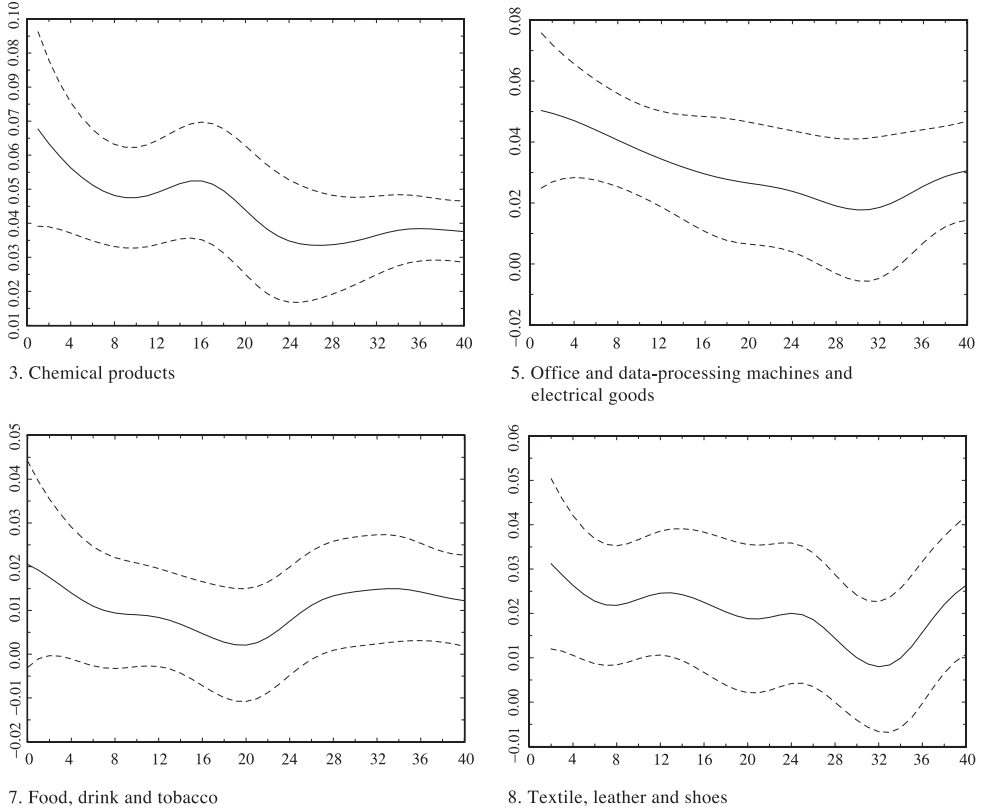 0.01 0.02 0.03 0.04 0.05 0.06 0.07 0.09 0.08 0.10
0 4 8 12 16 20 24 28 32 36 40
3. Chemical products
−0.02 0.00 0.02 0.04 0.06 0.08
0 4 8 12 16 20 24 28 32 36 40
5. Office and data-processing machines and
electrical goods
−0.02 −0.01 0.00 0.01 0.02 0.03 0.04 0.05
0 4 8 12 16 20 24 28 32 36 40
7. Food, drink and tobacco
−0.01 0.00 0.01 0.02 0.03 0.04 0.05 0.06
0 4 8 12 16 20 24 28 32 36 40
8. Textile, leather and shoes